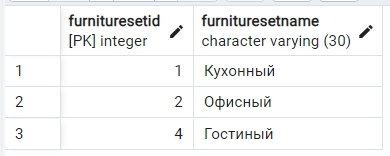 furnituresetid furnituresetname
[PK] integer character varying (30)
1 1 Кухонный
2 2 Офисный
3 4 Гостиный